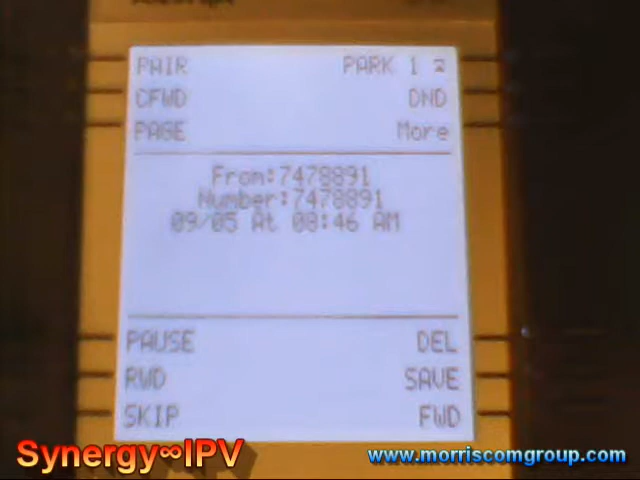 PAIR PARK 1
CFWD DND
PAGE More
From:7478891
Number:7478891
09/05 At 08:46 AM
PAUSE DEL
RWD SAVE
SKIP FWD
Synergy∞IPV www.morriscomgroup.com